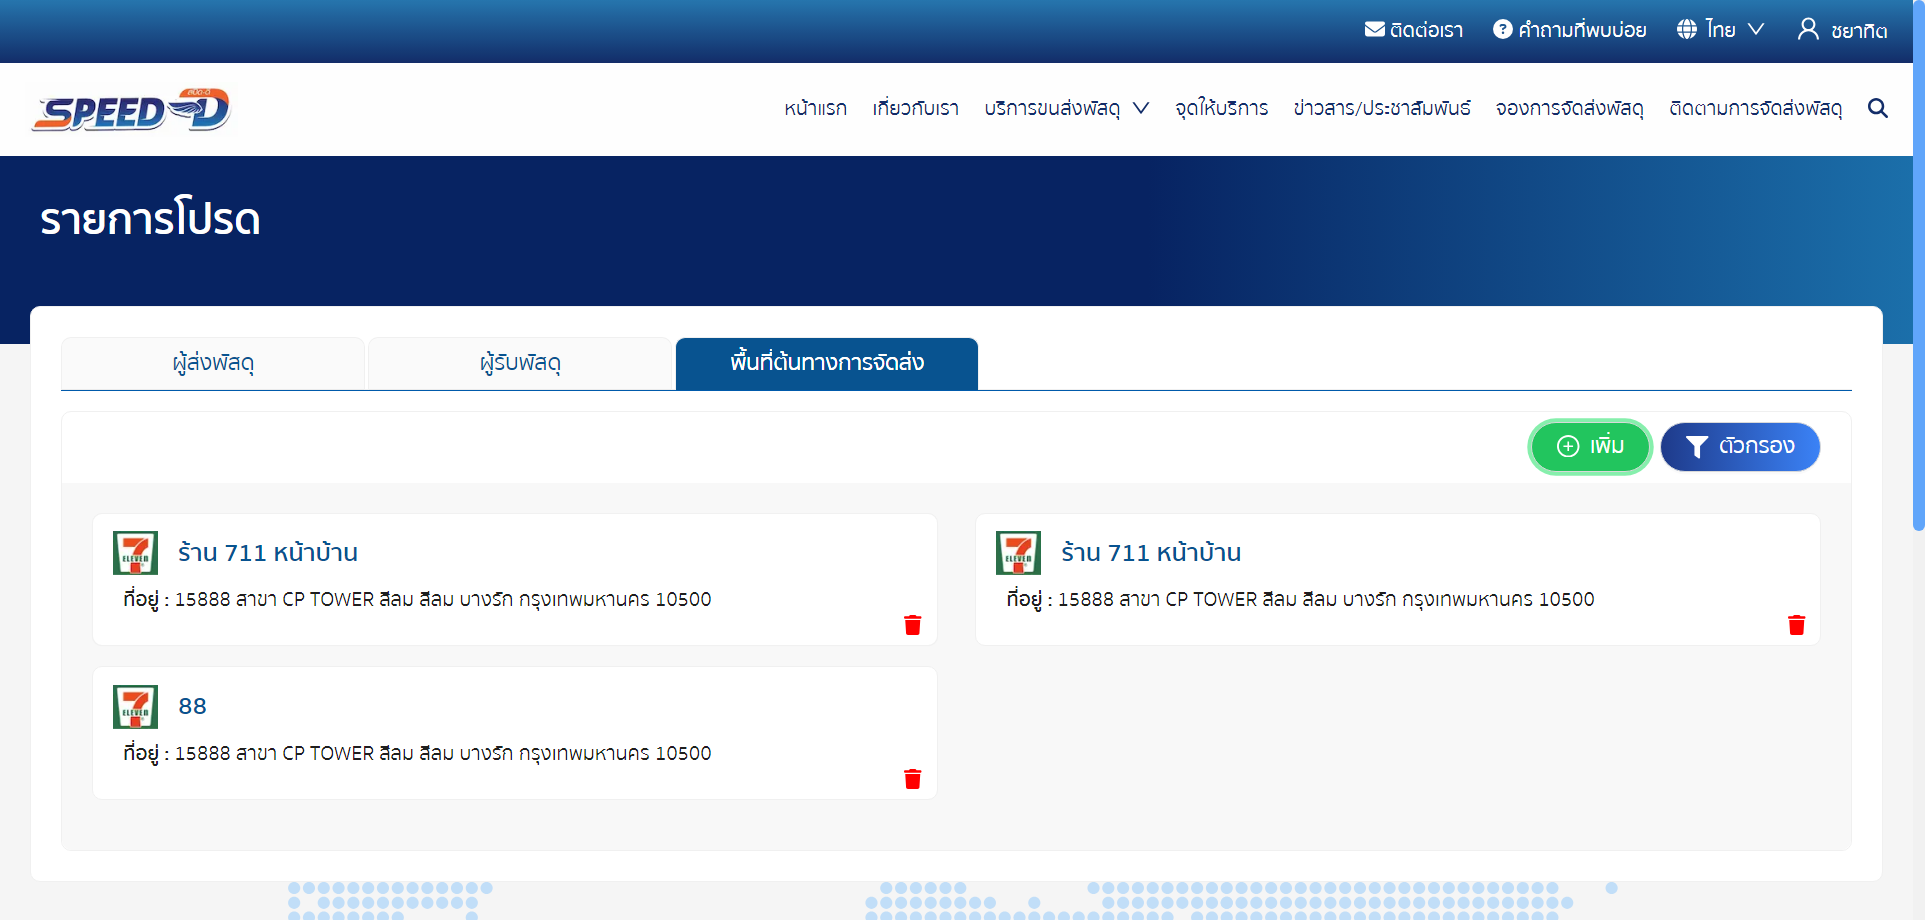 ติดต่อเรา คำถามที่พบบ่อย ไทย ชยาทิต
สปีด-ดี
SPEED-D
หน้าแรก เกี่ยวกับเรา บริการขนส่งพัสดุ จุดให้บริการ ข่าวสาร/ประชาสัมพันธ์ จองการจัดส่งพัสดุ ติดตามการจัดส่งพัสดุ
รายการโปรด
ผู้ส่งพัสดุ ผู้รับพัสดุ พื้นที่ต้นทางการจัดส่ง
เพิ่ม ตัวกรอง
7 ELEVEN ร้าน 711 หน้าบ้าน
ที่อยู่ : 15888 สาขา CP TOWER สีลม สีลม บางรัก กรุงเทพมหานคร 10500
7 ELEVEN ร้าน 711 หน้าบ้าน
ที่อยู่ : 15888 สาขา CP TOWER สีลม สีลม บางรัก กรุงเทพมหานคร 10500
7 ELEVEN 88
ที่อยู่ : 15888 สาขา CP TOWER สีลม สีลม บางรัก กรุงเทพมหานคร 10500